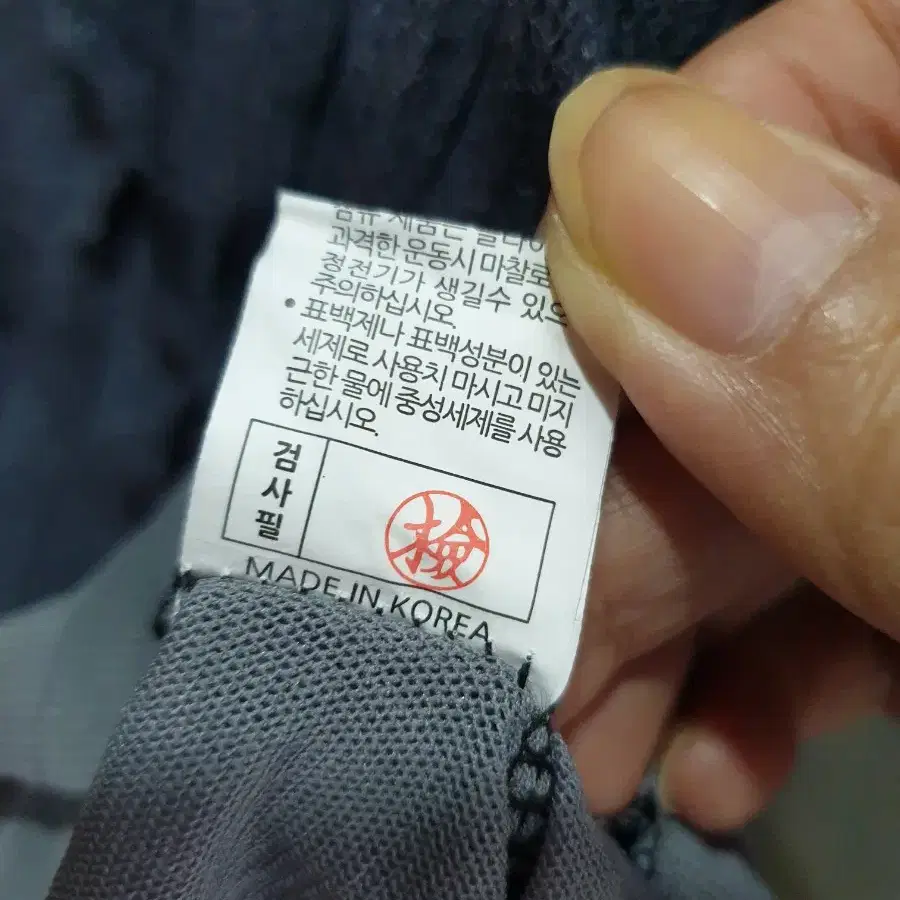 과격한 운동시 마찰로
정전기가 생길수 있으
주의하십시오.
• 표백제나 표백성분이 있는
세제로 사용치 마시고 미지
근한 물에 중성세제를 사용
하십시오.
검사필
檢
MADE IN KOREA